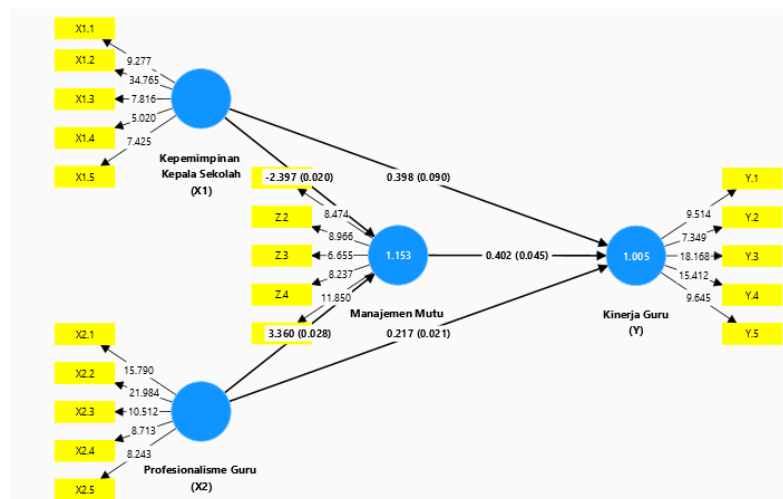 X1.1
X1.2
X1.3
X1.4
X1.5
9.277
34.765
7.816
5.020
7.425
Kepemimpinan
Kepala Sekolah
(X1)
-2.397 (0.020)
0.398 (0.090)
Z.2
Z.3
Z.4
8.474
8.966
6.655
8.237
11.850
1.153
Manajemen Mutu
0.402 (0.045)
3.360 (0.028)
0.217 (0.021)
1.005
Kinerja Guru
(Y)
9.514
7.349
18.168
15.412
9.645
Y.1
Y.2
Y.3
Y.4
Y.5
X2.1
X2.2
X2.3
X2.4
X2.5
15.790
21.984
10.512
8.713
8.243
Profesionalisme Guru
(X2)